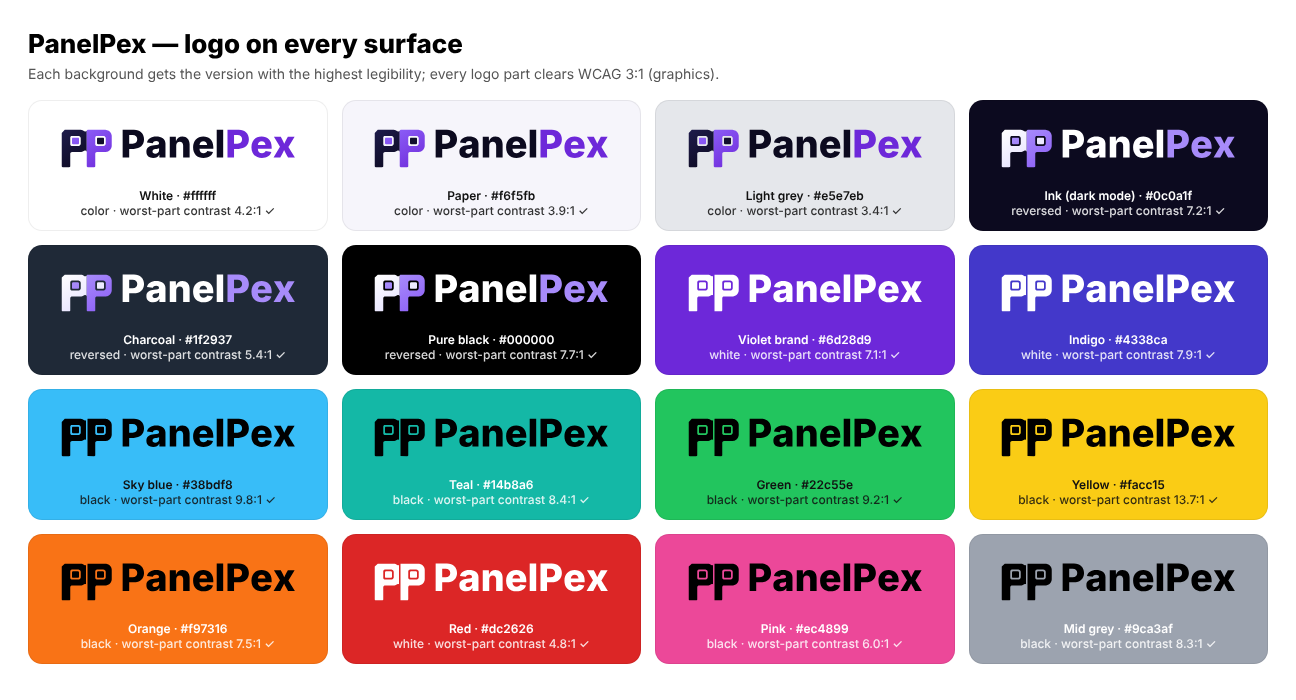 PanelPex — logo on every surface
Each background gets the version with the highest legibility; every logo part clears WCAG 3:1 (graphics).
PanelPex
White · #ffffff
color · worst-part contrast 4.2:1 ✓
PanelPex
Paper · #f6f5fb
color · worst-part contrast 3.9:1 ✓
PanelPex
Light grey · #e5e7eb
color · worst-part contrast 3.4:1 ✓
PanelPex
Ink (dark mode) · #0c0a1f
reversed · worst-part contrast 7.2:1 ✓
PanelPex
Charcoal · #1f2937
reversed · worst-part contrast 5.4:1 ✓
PanelPex
Pure black · #000000
reversed · worst-part contrast 7.7:1 ✓
PanelPex
Violet brand · #6d28d9
white · worst-part contrast 7.1:1 ✓
PanelPex
Indigo · #4338ca
white · worst-part contrast 7.9:1 ✓
PanelPex
Sky blue · #38bdf8
black · worst-part contrast 9.8:1 ✓
PanelPex
Teal · #14b8a6
black · worst-part contrast 8.4:1 ✓
PanelPex
Green · #22c55e
black · worst-part contrast 9.2:1 ✓
PanelPex
Yellow · #facc15
black · worst-part contrast 13.7:1 ✓
PanelPex
Orange · #f97316
black · worst-part contrast 7.5:1 ✓
PanelPex
Red · #dc2626
white · worst-part contrast 4.8:1 ✓
PanelPex
Pink · #ec4899
black · worst-part contrast 6.0:1 ✓
PanelPex
Mid grey · #9ca3af
black · worst-part contrast 8.3:1 ✓